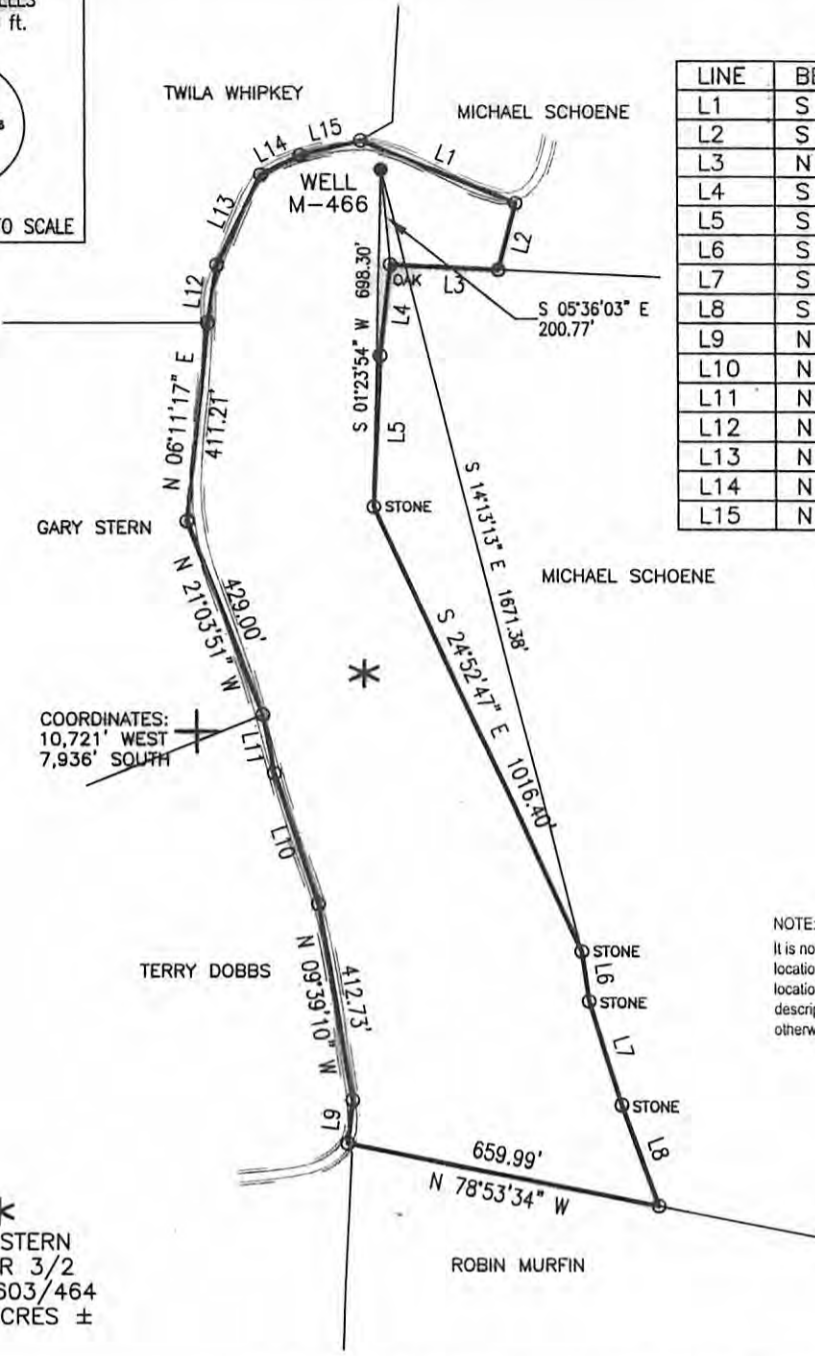 ft.
TO SCALE
TWILA WHIPKEY
MICHAEL SCHOENE
L14
L15
L1
WELL
M-466
L13
L2
L12
OAK
L3
L4
S 05°36'03" E
200.77'
S 01°23'54" W 698.30'
L5
N 06°11'17" E
411.21'
STONE
GARY STERN
S 14°13'13" E 1671.38'
MICHAEL SCHOENE
N 21°03'51" W
429.00'
S 24°52'47" E 1016.40'
COORDINATES:
10,721' WEST
7,936' SOUTH
L11
L10
TERRY DOBBS
N 09°39'10" W
412.73'
STONE
L6
STONE
L7
STONE
L9
L8
659.99'
N 78°53'34" W
ROBIN MURFIN
STERN
3/2
603/464
ACRES ±
LINE
L1 S
L2 S
L3 N
L4 S
L5 S
L6 S
L7 S
L8 S
L9 N
L10 N
L11 N
L12 N
L13 N
L14 N
L15 N
NOTE:
It is no